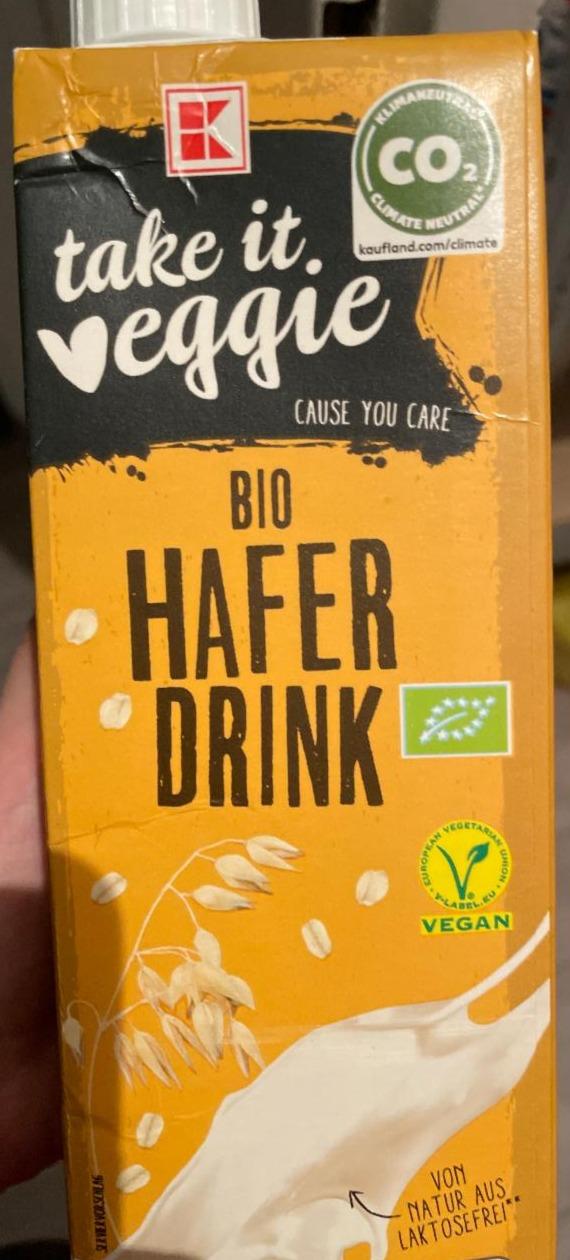 K
KLIMANEUTRAL*
CO₂
CLIMATE NEUTRAL*
kaufland.com/climate
take it
veggie
CAUSE YOU CARE
BIO
HAFER
DRINK
EUROPEAN VEGETARIAN UNION
V-LABEL.EU
VEGAN
VON
NATUR AUS
LAKTOSEFREI**
SERVIERVORSCHLAG